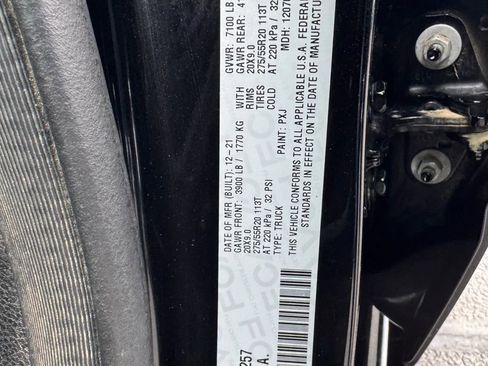 DATE OF MFR (BUILT): 12-21 GVWR: 7100 LB
GAWR FRONT: 3900 LB / 1770 KG WITH GAWR REAR:
20X9.0 RIMS 20X9.0
275/55R20 113T TIRES 275/55R20 113T
AT 220 kPa / 32 PSI COLD AT 220 kPa / 32
TYPE: TRUCK PAINT: PXJ MDH: 1207
THIS VEHICLE CONFORMS TO ALL APPLICABLE U.S.A. FEDERAL
STANDARDS IN EFFECT ON THE DATE OF MANUFACTUR
257
A.